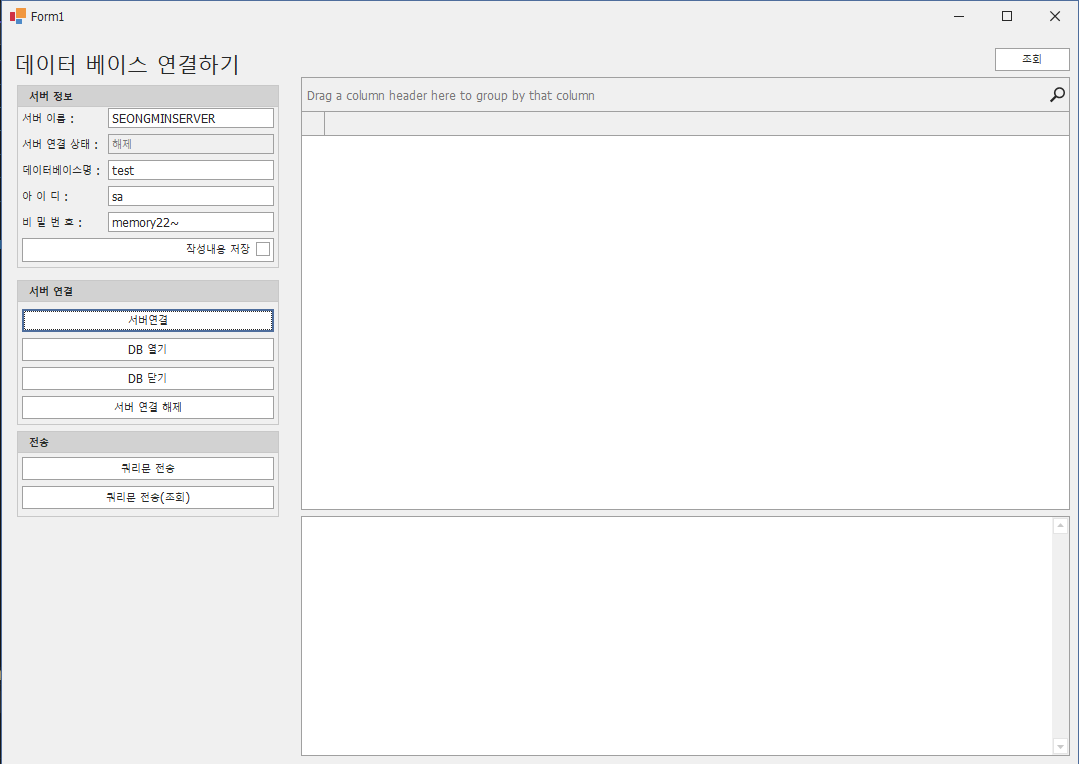 Form1
데이터 베이스 연결하기
조회
서버 정보
서버 이름 : SEONGMINSERVER
서버 연결 상태 : 해제
데이터베이스명 : test
아 이 디 : sa
비 밀 번 호 : memory22~
작성내용 저장
서버 연결
서버연결
DB 열기
DB 닫기
서버 연결 해제
전송
쿼리문 전송
쿼리문 전송(조회)
Drag a column header here to group by that column